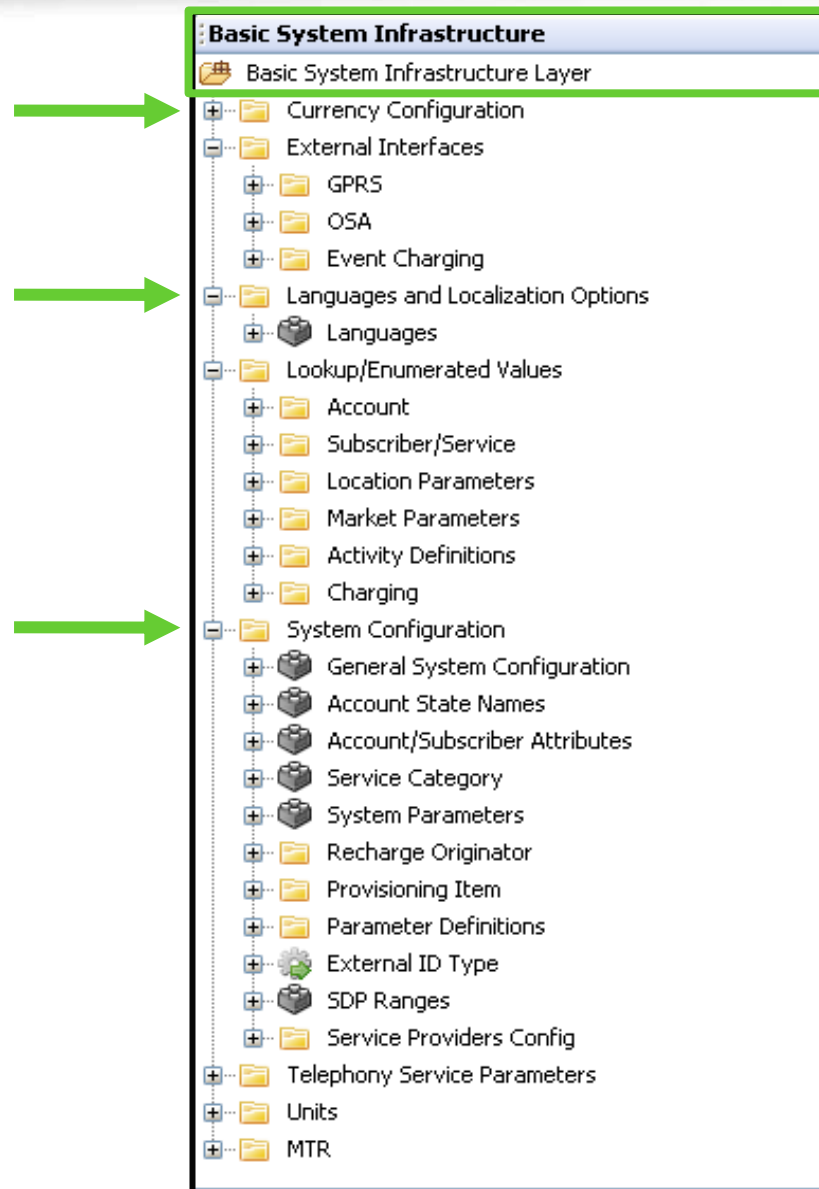 Basic System Infrastructure
Basic System Infrastructure Layer
Currency Configuration
External Interfaces
GPRS
OSA
Event Charging
Languages and Localization Options
Languages
Lookup/Enumerated Values
Account
Subscriber/Service
Location Parameters
Market Parameters
Activity Definitions
Charging
System Configuration
General System Configuration
Account State Names
Account/Subscriber Attributes
Service Category
System Parameters
Recharge Originator
Provisioning Item
Parameter Definitions
External ID Type
SDP Ranges
Service Providers Config
Telephony Service Parameters
Units
MTR